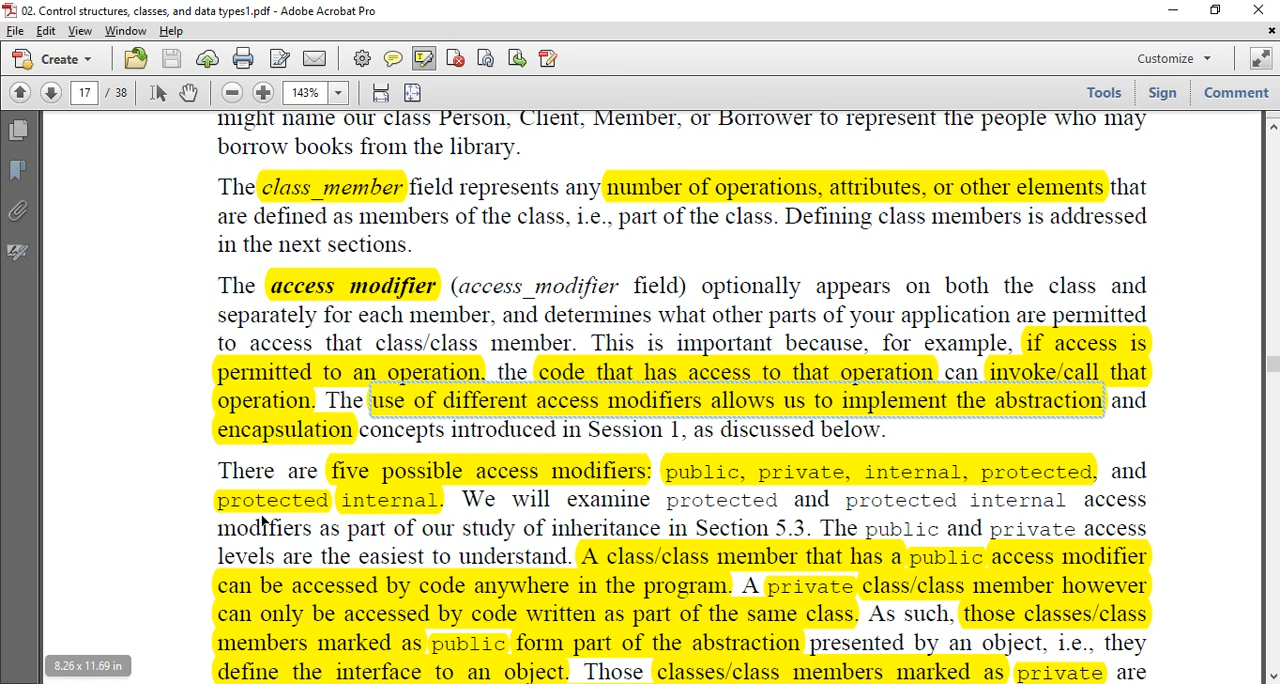 02. Control structures, classes, and data types1.pdf - Adobe Acrobat Pro
File Edit View Window Help
Create Customize
17 / 38 143% Tools Sign Comment
might name our class Person, Client, Member, or Borrower to represent the people who may
borrow books from the library.
The class_member field represents any number of operations, attributes, or other elements that
are defined as members of the class, i.e., part of the class. Defining class members is addressed
in the next sections.
The access modifier (access_modifier field) optionally appears on both the class and
separately for each member, and determines what other parts of your application are permitted
to access that class/class member. This is important because, for example, if access is
permitted to an operation, the code that has access to that operation can invoke/call that
operation. The use of different access modifiers allows us to implement the abstraction and
encapsulation concepts introduced in Session 1, as discussed below.
There are five possible access modifiers: public, private, internal, protected, and
protected internal. We will examine protected and protected internal access
modifiers as part of our study of inheritance in Section 5.3. The public and private access
levels are the easiest to understand. A class/class member that has a public access modifier
can be accessed by code anywhere in the program. A private class/class member however
can only be accessed by code written as part of the same class. As such, those classes/class
members marked as public form part of the abstraction presented by an object, i.e., they
define the interface to an object. Those classes/class members marked as private are
8.26 x 11.69 in